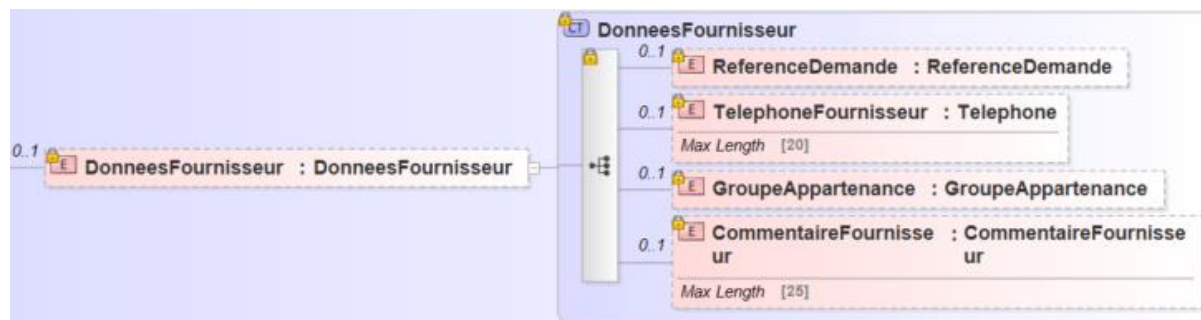 CT DonneesFournisseur
0..1 E ReferenceDemande : ReferenceDemande
0..1 E TelephoneFournisseur : Telephone
Max Length [20]
0..1 E DonneesFournisseur : DonneesFournisseur
0..1 E GroupeAppartenance : GroupeAppartenance
0..1 E CommentaireFournisse : CommentaireFournisse
ur ur
Max Length [25]